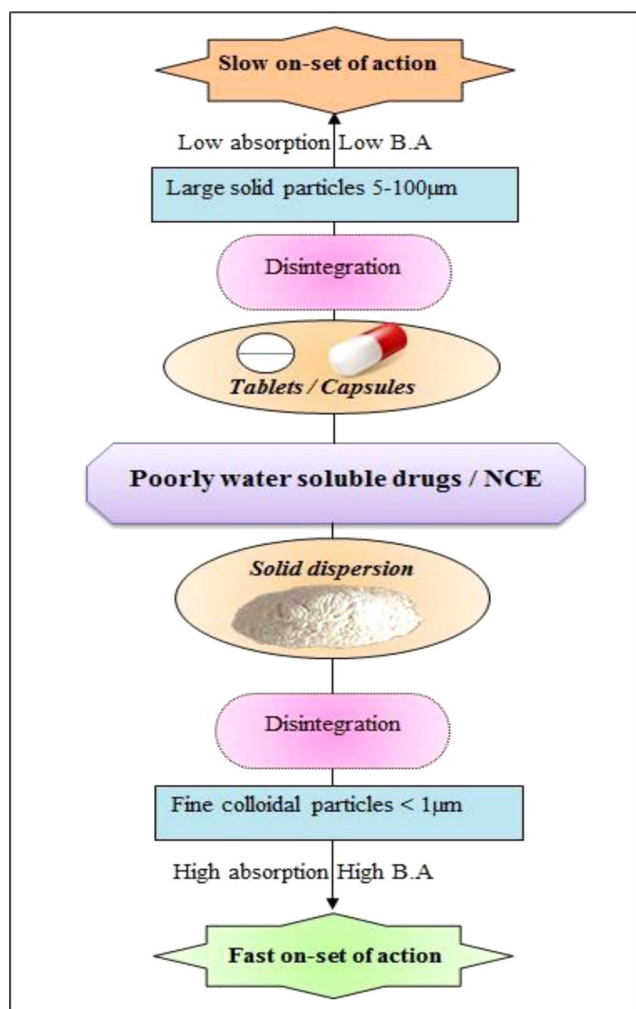 Slow on-set of action
Low absorption Low B.A
Large solid particles 5-100µm
Disintegration
Tablets / Capsules
Poorly water soluble drugs / NCE
Solid dispersion
Disintegration
Fine colloidal particles < 1µm
High absorption High B.A
Fast on-set of action